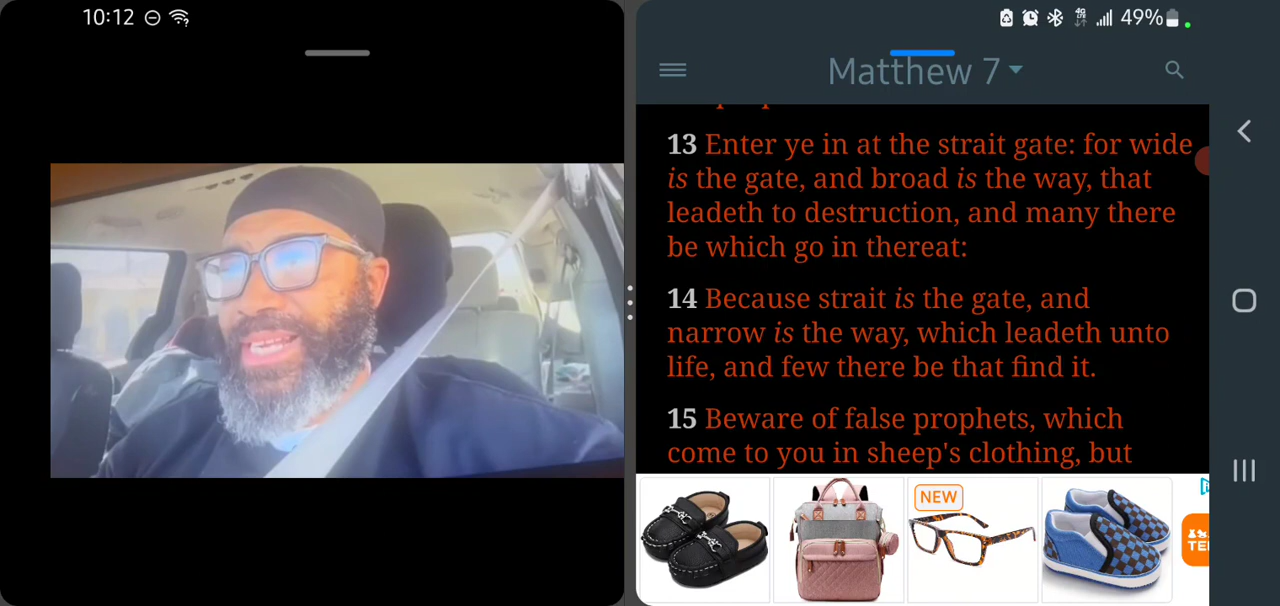 10:12
4G
49%
Matthew 7
13 Enter ye in at the strait gate: for wide
is the gate, and broad is the way, that
leadeth to destruction, and many there
be which go in thereat:
14 Because strait is the gate, and
narrow is the way, which leadeth unto
life, and few there be that find it.
15 Beware of false prophets, which
come to you in sheep's clothing, but
NEW